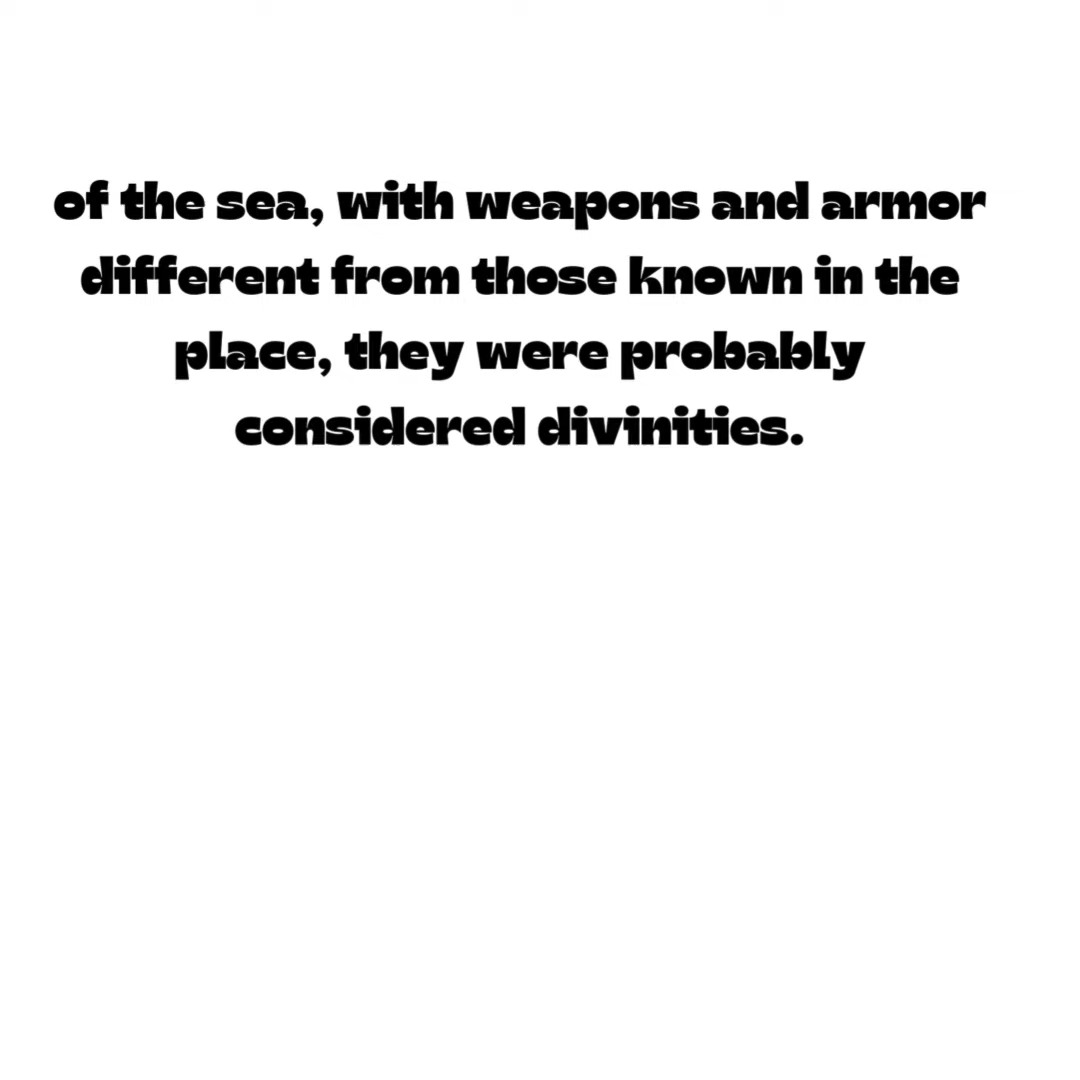 of the sea, with weapons and armor
different from those known in the
place, they were probably
considered divinities.